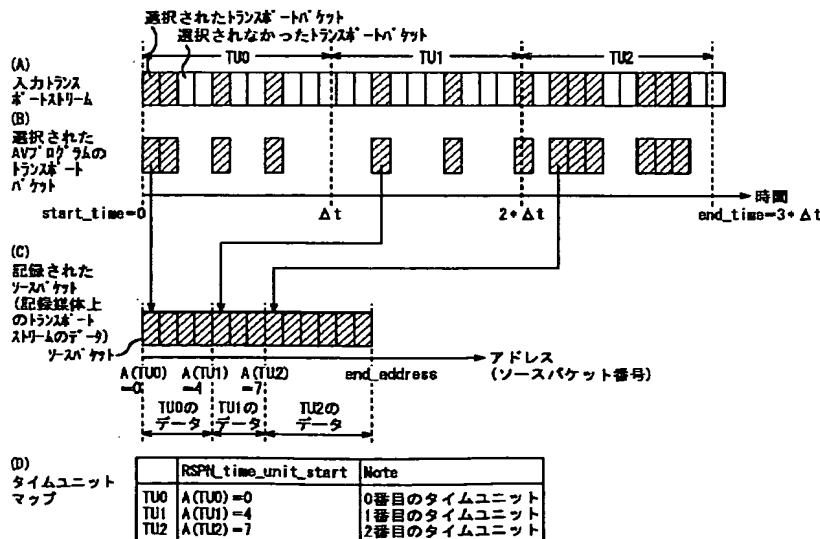 選択されたトランスポートパケット
選択されなかったトランスポートパケット
(A)
入力トランス
ポートストリーム
TU0
TU1
TU2
(B)
選択された
AVプログラムの
トランスポート
パケット
時間
start_time=0
Δt
2*Δt
end_time=3*Δt
(C)
記録された
ソースパケット
(記録媒体上
のトランスポート
ストリームのデータ)
ソースパケット
アドレス
(ソースパケット番号)
A(TU0)
=0
A(TU1)
=4
A(TU2)
=7
end_address
TU0の
データ
TU1の
データ
TU2の
データ
(D)
タイムユニット
マップ
RSPN_time_unit_start Note
TU0 A(TU0)=0 0番目のタイムユニット
TU1 A(TU1)=4 1番目のタイムユニット
TU2 A(TU2)=7 2番目のタイムユニット